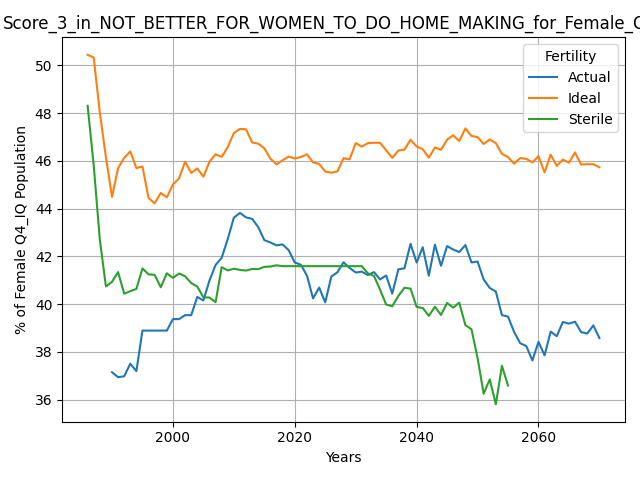 Score_3_in_NOT_BETTER_FOR_WOMEN_TO_DO_HOME_MAKING_for_Female_
Fertility
Actual
Ideal
Sterile
% of Female Q4_IQ Population
50
48
46
44
42
40
38
36
2000
2020
2040
2060
Years